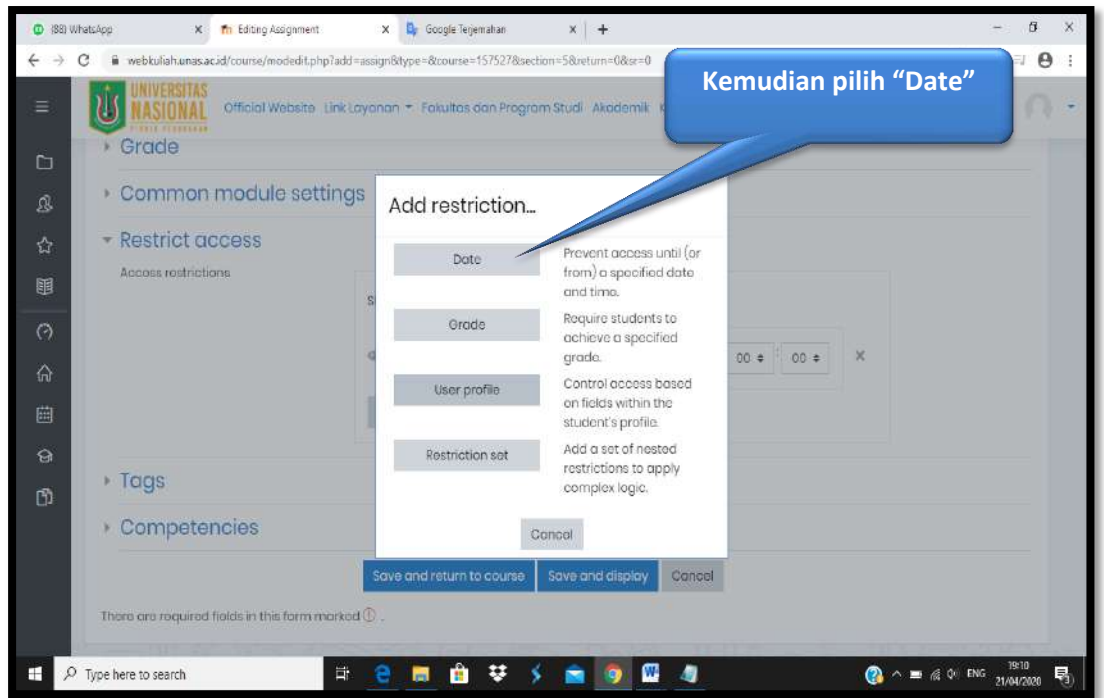 (88) WhatsApp
Editing Assignment
Google Terjemahan
webkuliah.unas.ac.id/course/modedit.php?add=assign&type=&course=157527&section=5&return=0&sr=0
Kemudian pilih “Date”
UNIVERSITAS
NASIONAL
Official Website Link Layanan Fakultas dan Program Studi Akademik
Grade
Common module settings
Restrict access
Access restrictions
Add restriction...
Date
Prevent access until (or
from) a specified date
and time.
Grade
Require students to
achieve a specified
grade.
00 : 00
User profile
Control access based
on fields within the
student's profile.
Restriction set
Add a set of nested
restrictions to apply
complex logic.
Cancel
Tags
Competencies
Save and return to course Save and display Cancel
There are required fields in this form marked .
Type here to search
ENG
19:10
21/04/2020